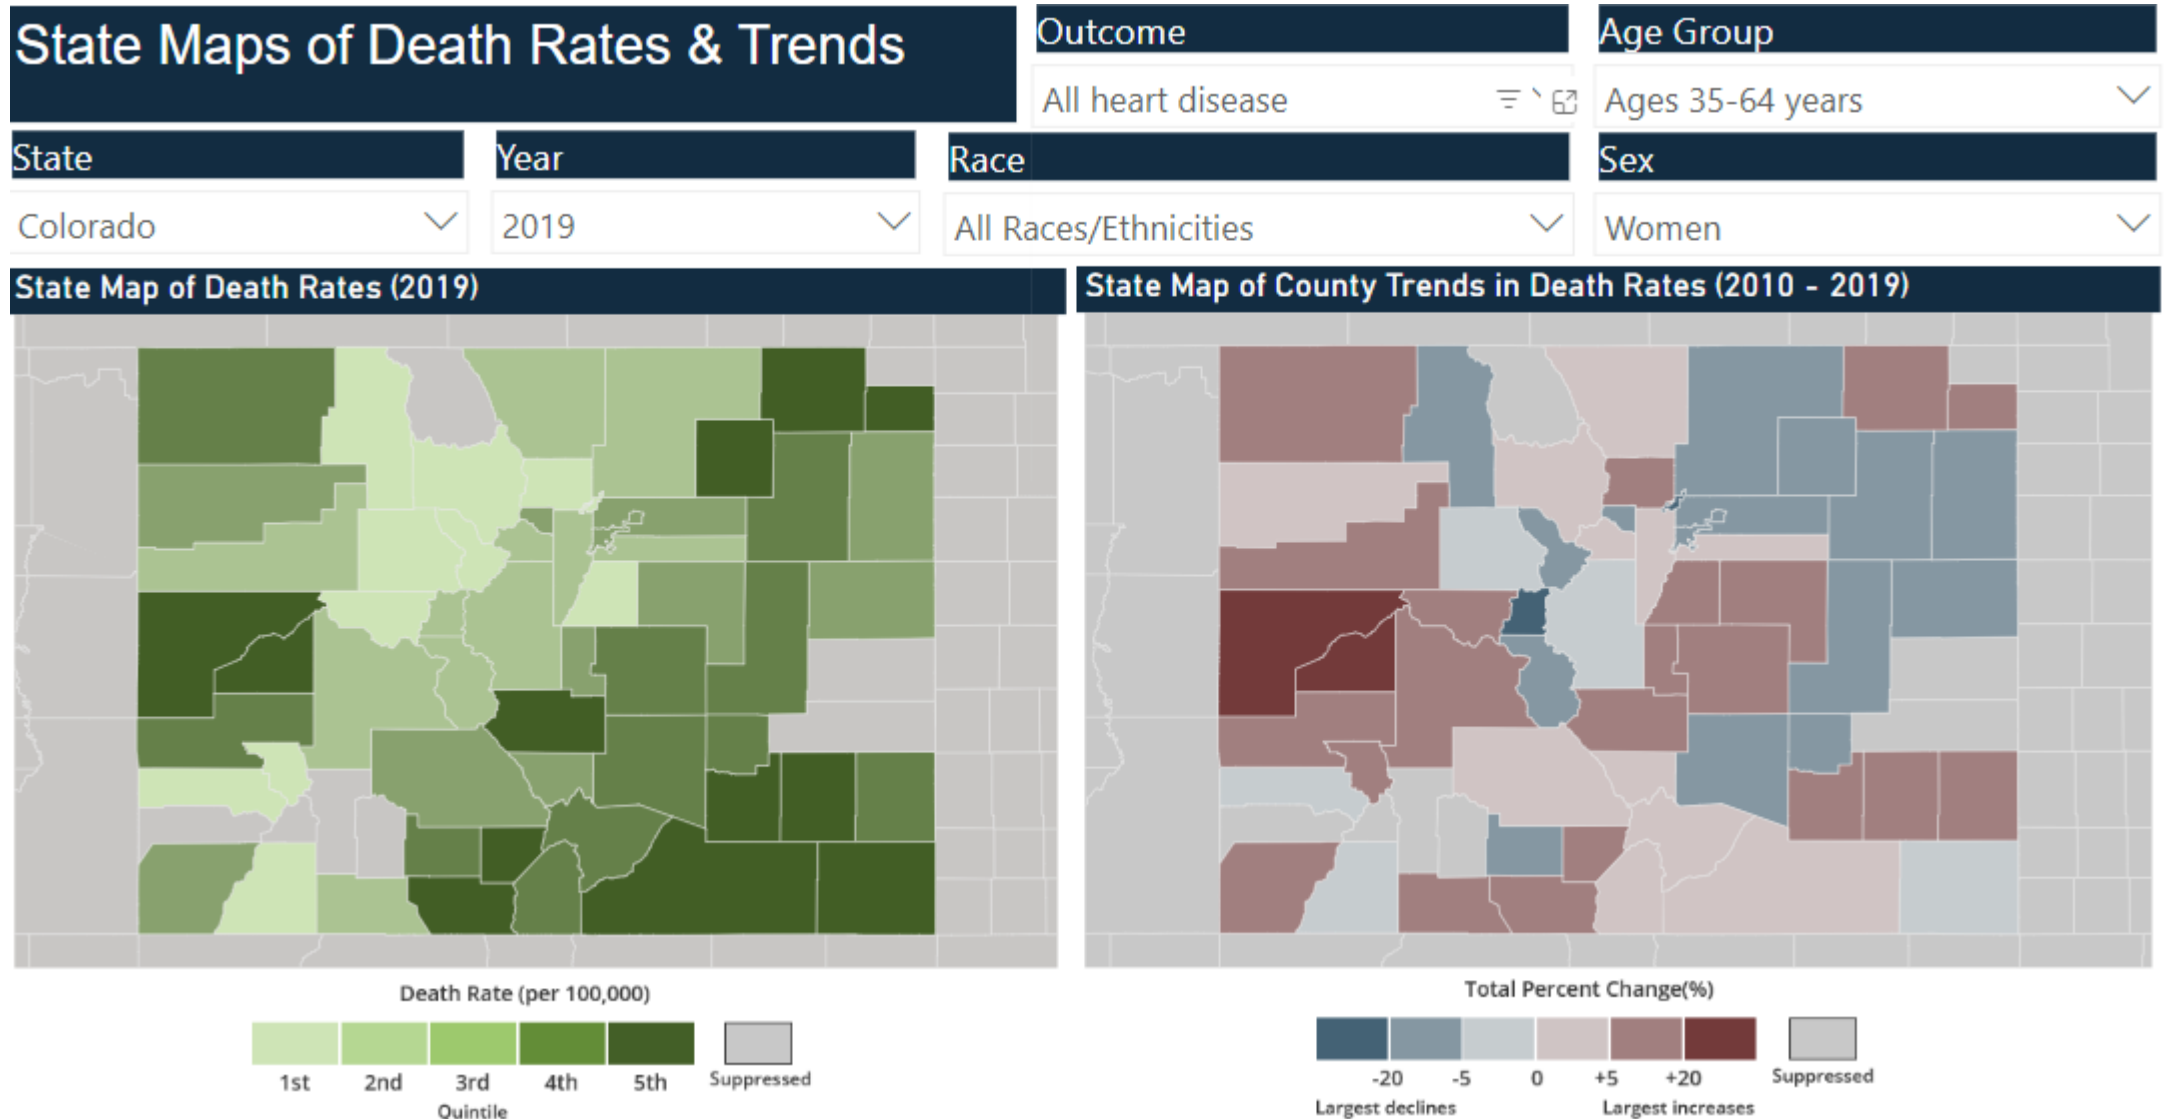 State Maps of Death Rates & Trends
Outcome
All heart disease
Age Group
Ages 35-64 years
State
Colorado
Year
2019
Race
All Races/Ethnicities
Sex
Women
State Map of Death Rates (2019)
State Map of County Trends in Death Rates (2010 - 2019)
Death Rate (per 100,000)
1st 2nd 3rd 4th 5th Suppressed
Quintile
Total Percent Change(%)
-20 -5 0 +5 +20 Suppressed
Largest declines Largest increases